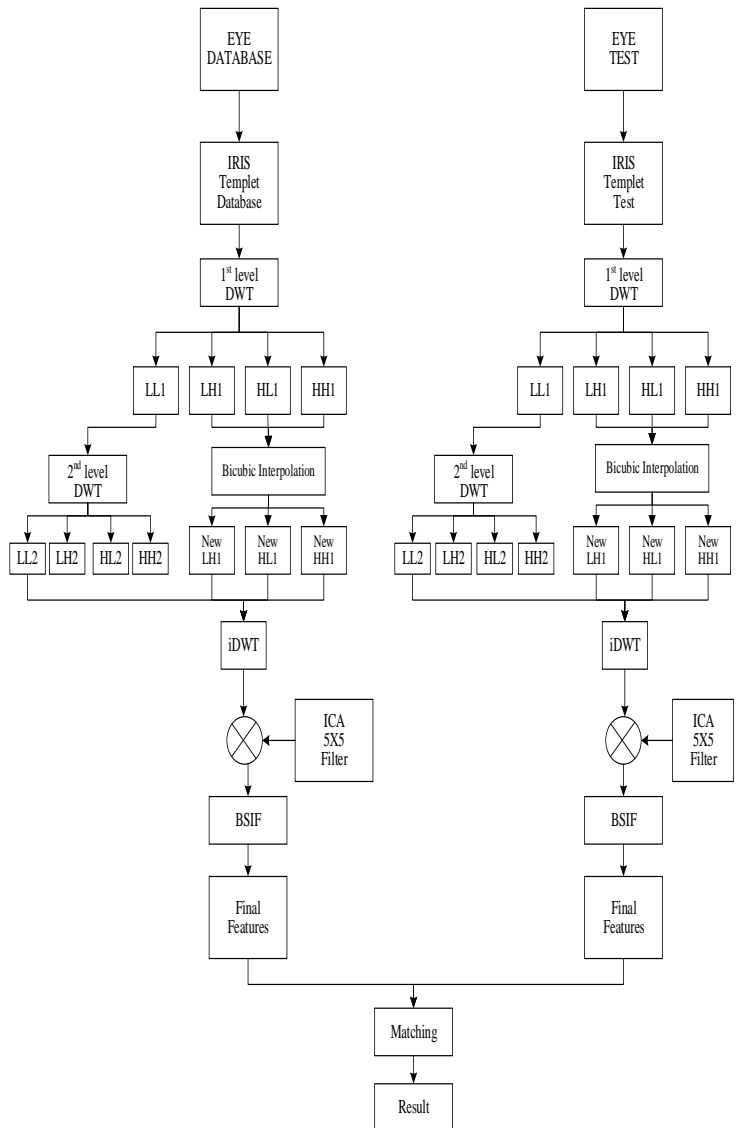 EYE
DATABASE
EYE
TEST
IRIS
Templet
Database
IRIS
Templet
Test
1st level
DWT
1st level
DWT
LL1 LH1 HL1 HH1
LL1 LH1 HL1 HH1
2nd level
DWT
Bicubic Interpolation
2nd level
DWT
Bicubic Interpolation
LL2 LH2 HL2 HH2
New
LH1
New
HL1
New
HH1
LL2 LH2 HL2 HH2
New
LH1
New
HL1
New
HH1
iDWT
iDWT
ICA
5X5
Filter
ICA
5X5
Filter
BSIF
BSIF
Final
Features
Final
Features
Matching
Result